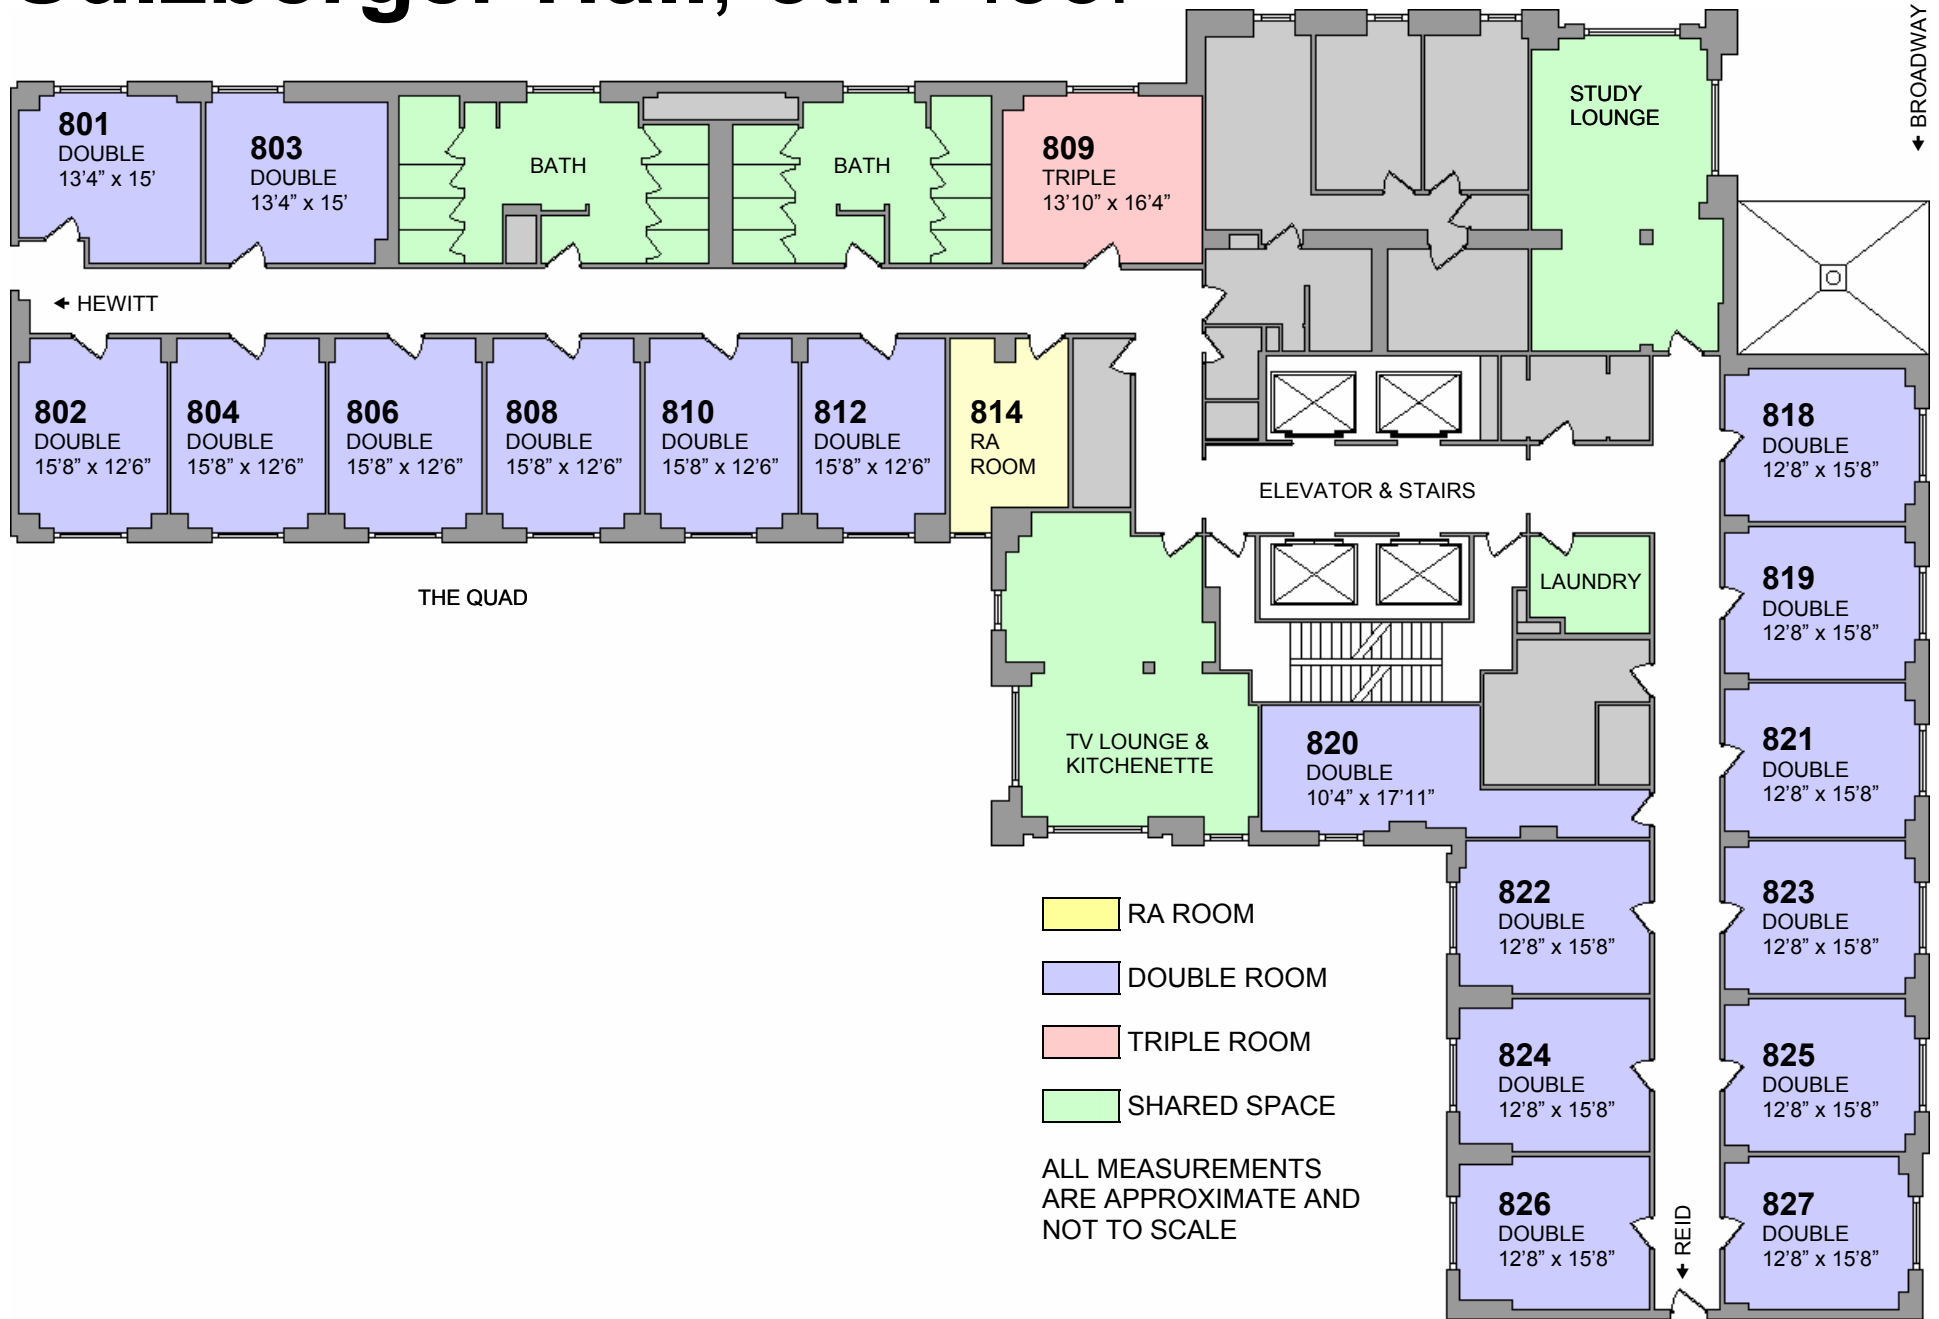 BROADWAY
STUDY
LOUNGE
801
DOUBLE
13'4” x 15'
803
DOUBLE
13'4” x 15'
BATH
BATH
809
TRIPLE
13'10” x 16'4”
HEWITT
802
DOUBLE
15'8” x 12'6”
804
DOUBLE
15'8” x 12'6”
806
DOUBLE
15'8” x 12'6”
808
DOUBLE
15'8” x 12'6”
810
DOUBLE
15'8” x 12'6”
812
DOUBLE
15'8” x 12'6”
814
RA
ROOM
818
DOUBLE
12'8” x 15'8”
ELEVATOR & STAIRS
THE QUAD
LAUNDRY
819
DOUBLE
12'8” x 15'8”
TV LOUNGE &
KITCHENETTE
820
DOUBLE
10'4” x 17'11”
821
DOUBLE
12'8” x 15'8”
822
DOUBLE
12'8” x 15'8”
823
DOUBLE
12'8” x 15'8”
824
DOUBLE
12'8” x 15'8”
825
DOUBLE
12'8” x 15'8”
826
DOUBLE
12'8” x 15'8”
827
DOUBLE
12'8” x 15'8”
REID
RA ROOM
DOUBLE ROOM
TRIPLE ROOM
SHARED SPACE
ALL MEASUREMENTS
ARE APPROXIMATE AND
NOT TO SCALE